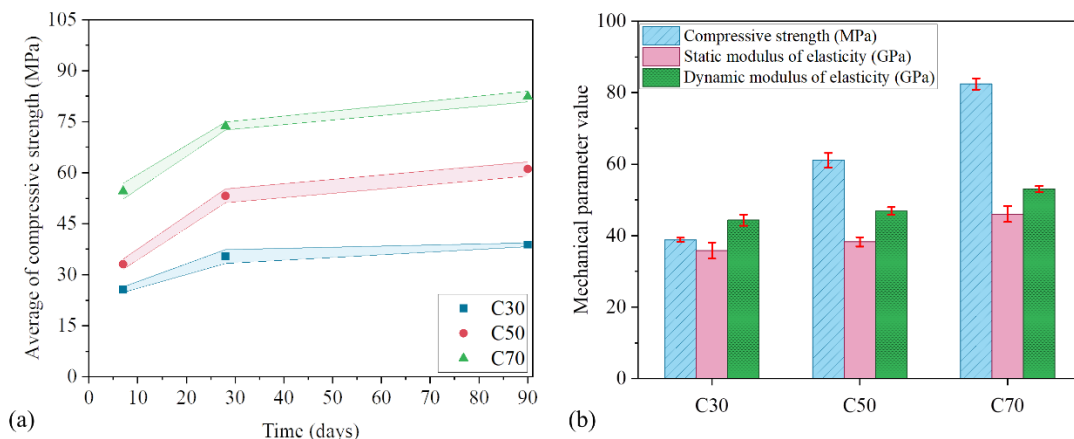 105
90
75
60
45
30
15
0
Average of compressive strength (MPa)
C30
C50
C70
0 10 20 30 40 50 60 70 80 90
Time (days)
(a)
100
80
60
40
20
0
Mechanical parameter value
Compressive strength (MPa)
Static modulus of elasticity (GPa)
Dynamic modulus of elasticity (GPa)
C30 C50 C70
(b)